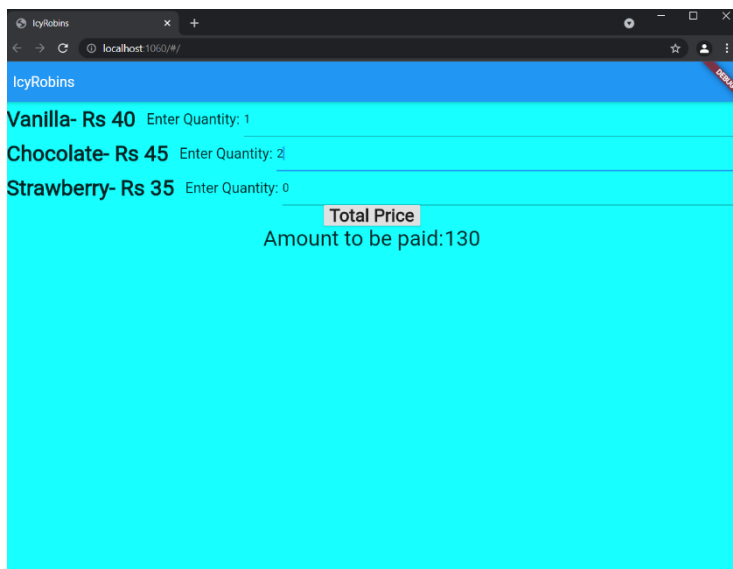 IcyRobins
localhost:1060/#/
IcyRobins
DEBUG
Vanilla- Rs 40 Enter Quantity: 1
Chocolate- Rs 45 Enter Quantity: 2
Strawberry- Rs 35 Enter Quantity: 0
Total Price
Amount to be paid:130